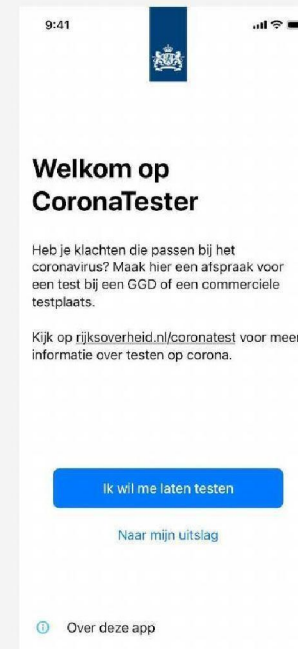 9:41
Welkom op
CoronaTester
Heb je klachten die passen bij het
coronavirus? Maak hier een afspraak voor
een test bij een GGD of een commerciele
testplaats.
Kijk op rijksoverheid.nl/coronatest voor meer
informatie over testen op corona.
Ik wil me laten testen
Naar mijn uitslag
Over deze app